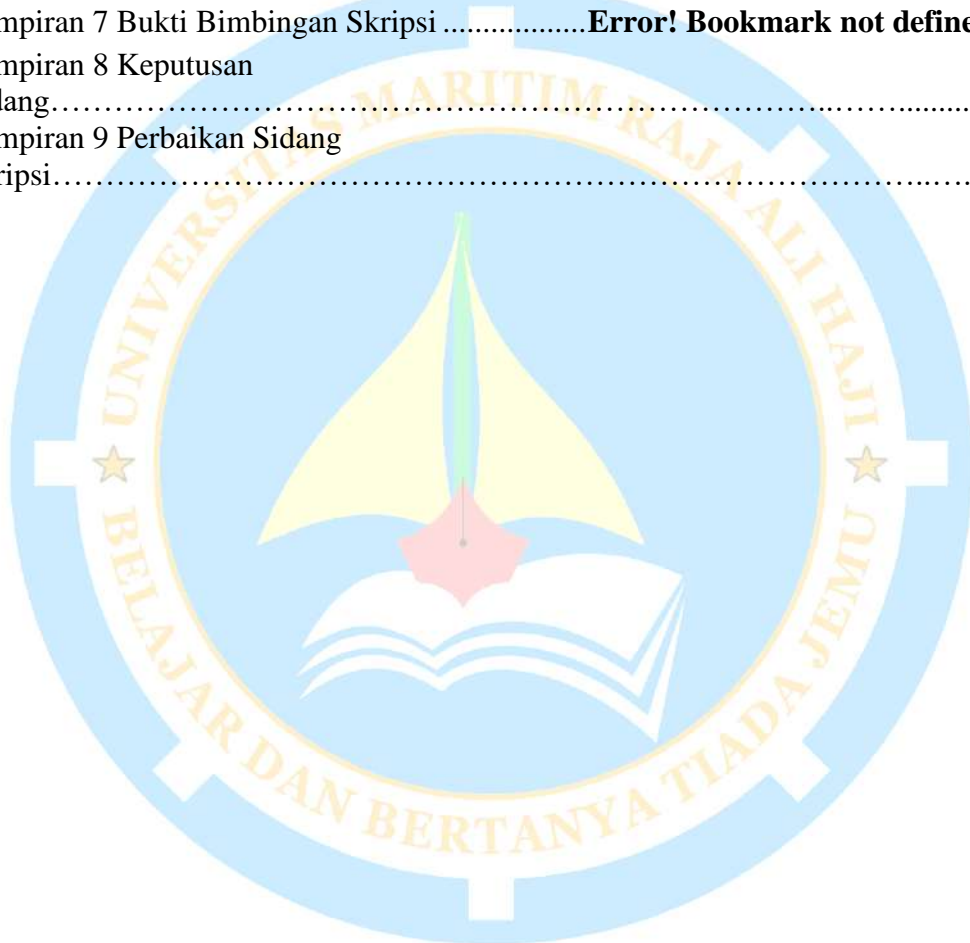 mpiran 7 Bukti Bimbingan Skripsi ..................Error! Bookmark not define
mpiran 8 Keputusan
lang…………………………………………………………………..……..........
mpiran 9 Perbaikan Sidang
ripsi……………………………………………………………………………..….
UNIVERSITAS MARITIM RAJA ALI HAJI
BELAJAR DAN BERTANYA TIADA JEMU